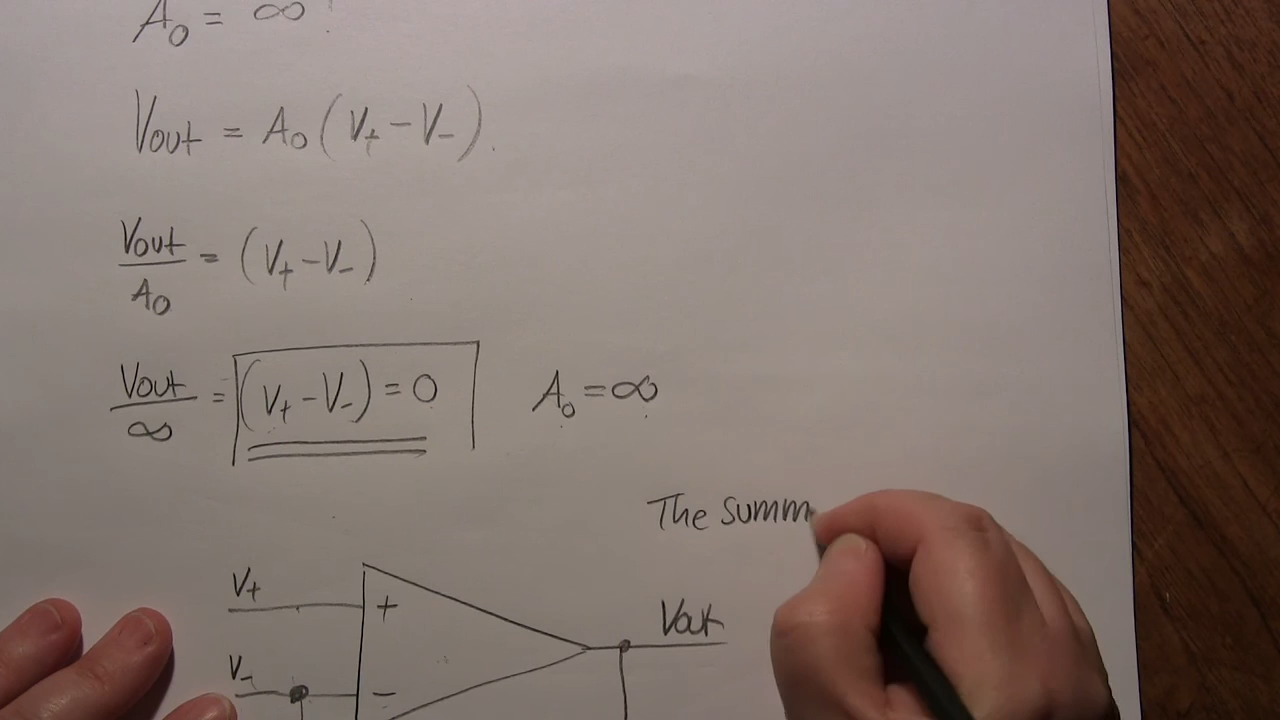 A₀ = ∞
Vout = A₀ (V₊ - V₋)
Vout/A₀ = (V₊ - V₋)
Vout/∞ = (V₊ - V₋) = 0 A₀ = ∞
The summ
V₊ + Vout
V₋ -